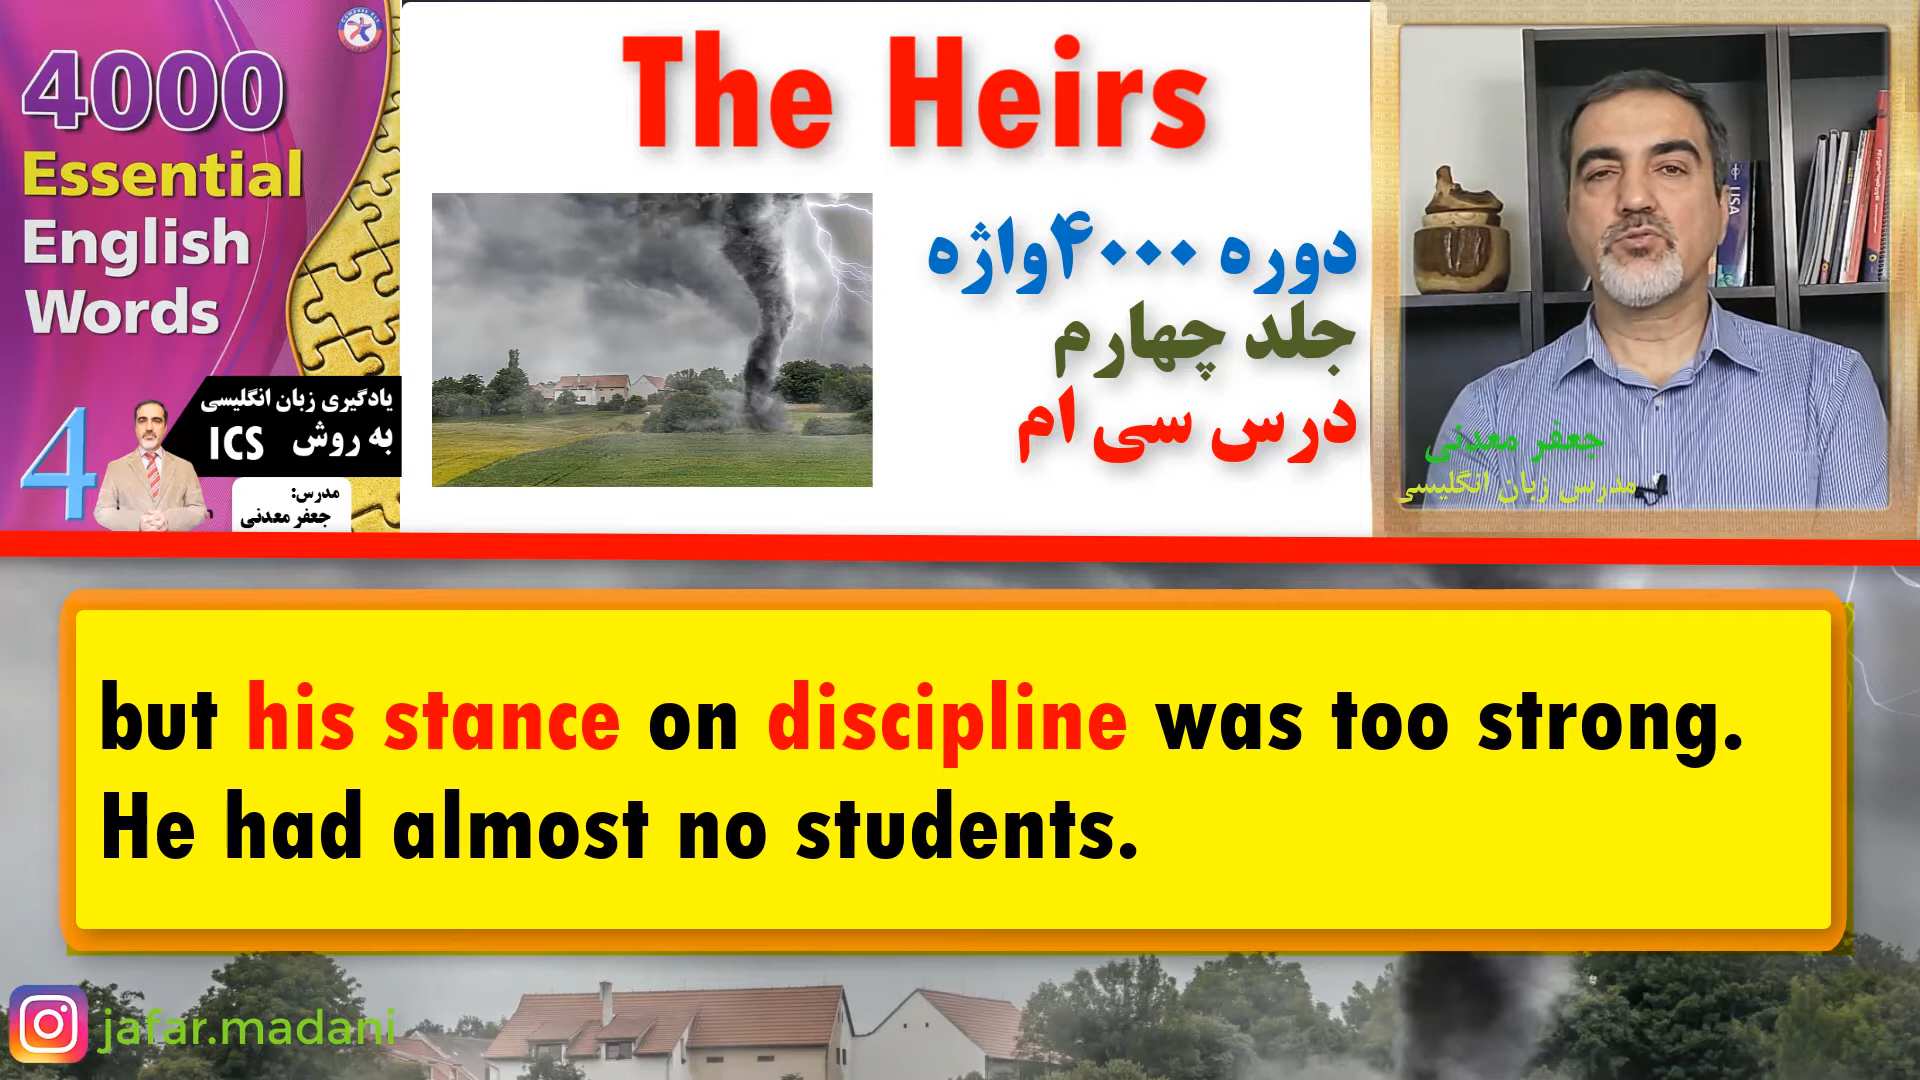 4000
Essential
English
Words
4
یادگیری زبان انگلیسی
به روش ICS
مدرس:
جعفر معدنی
The Heirs
دوره ۴۰۰۰واژه
جلد چهارم
درس سی ام
LISA
جعفر معدنی
مدرس زبان انگلیسی
but his stance on discipline was too strong.
He had almost no students.
jafar.madani